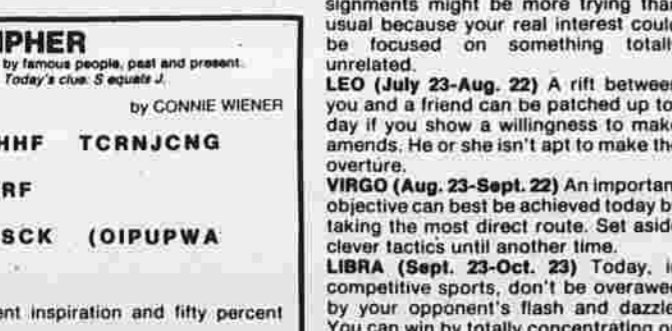 IPHER
by famous people, past and present.
Today's clue: S equals J.
by CONNIE WIENER
HHF TCRNJCNG
RF
SCK (OIPUPWA
ent inspiration and fifty percent
signments might be more trying than
usual because your real interest could
be focused on something totall
unrelated.
LEO (July 23-Aug. 22) A rift between
you and a friend can be patched up to-
day if you show a willingness to make
amends. He or she isn't apt to make the
overture.
VIRGO (Aug. 23-Sept. 22) An important
objective can best be achieved today by
taking the most direct route. Set aside
clever tactics until another time.
LIBRA (Sept. 23-Oct. 23) Today, in
competitive sports, don't be overawed
by your opponent's flash and dazzle.
You can win by totally concentrating